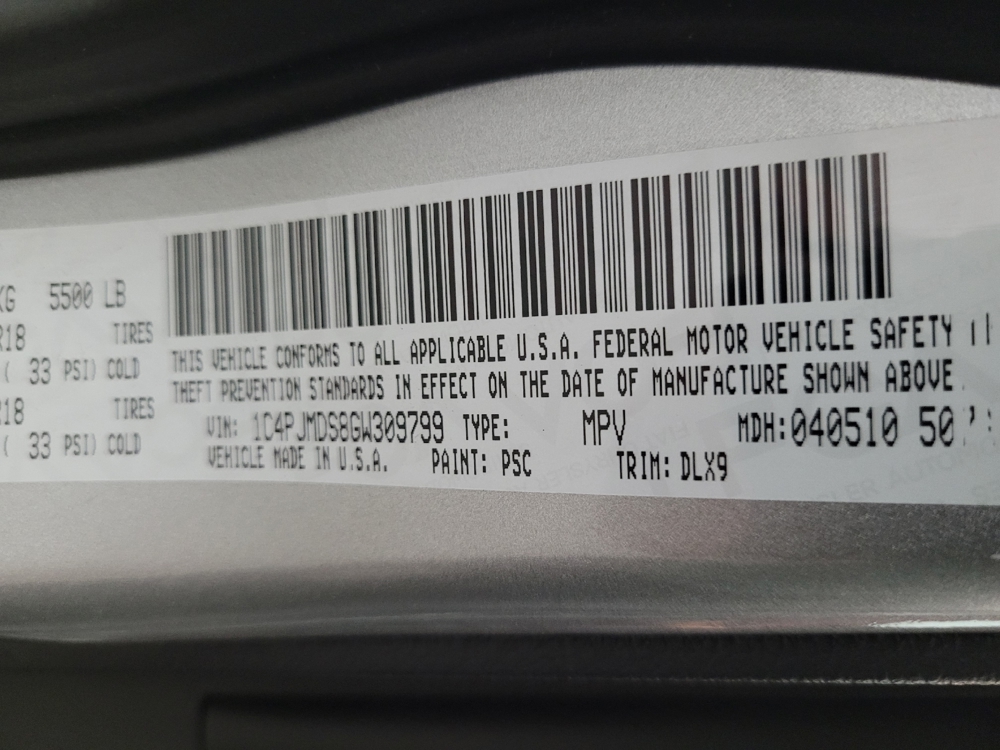 KG 5500 LB
R18 TIRES
( 33 PSI) COLD
R18 TIRES
( 33 PSI) COLD
THIS VEHICLE CONFORMS TO ALL APPLICABLE U.S.A. FEDERAL MOTOR VEHICLE SAFETY
THEFT PREVENTION STANDARDS IN EFFECT ON THE DATE OF MANUFACTURE SHOWN ABOVE.
VIN: 1C4PJMDS8GW309799 TYPE: MPV MDH:040510 50
VEHICLE MADE IN U.S.A. PAINT: PSC TRIM: DLX9